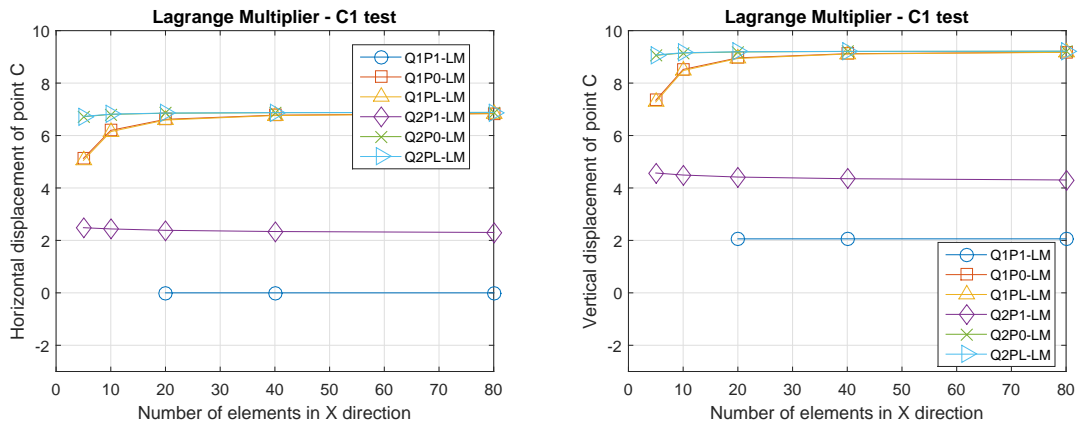 Lagrange Multiplier - C1 test
Horizontal displacement of point C
10
8
6
4
2
0
-2
0 10 20 30 40 50 60 70 80
Number of elements in X direction
Q1P1-LM
Q1P0-LM
Q1PL-LM
Q2P1-LM
Q2P0-LM
Q2PL-LM
Lagrange Multiplier - C1 test
Vertical displacement of point C
10
8
6
4
2
0
-2
0 10 20 30 40 50 60 70 80
Number of elements in X direction
Q1P1-LM
Q1P0-LM
Q1PL-LM
Q2P1-LM
Q2P0-LM
Q2PL-LM